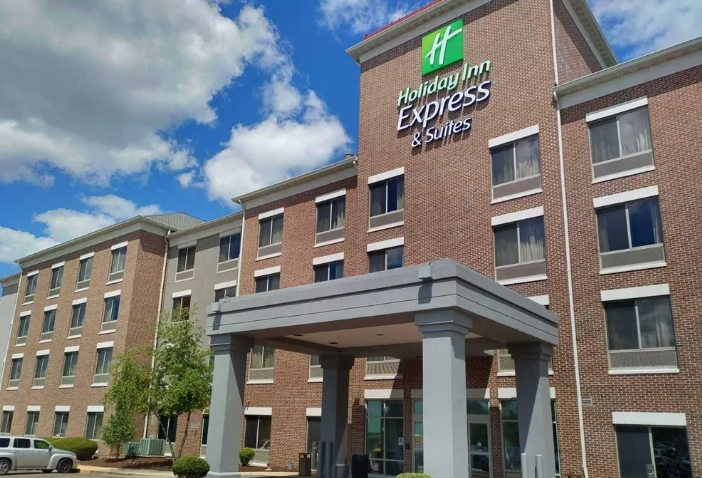 H
Holiday Inn
Express
& Suites